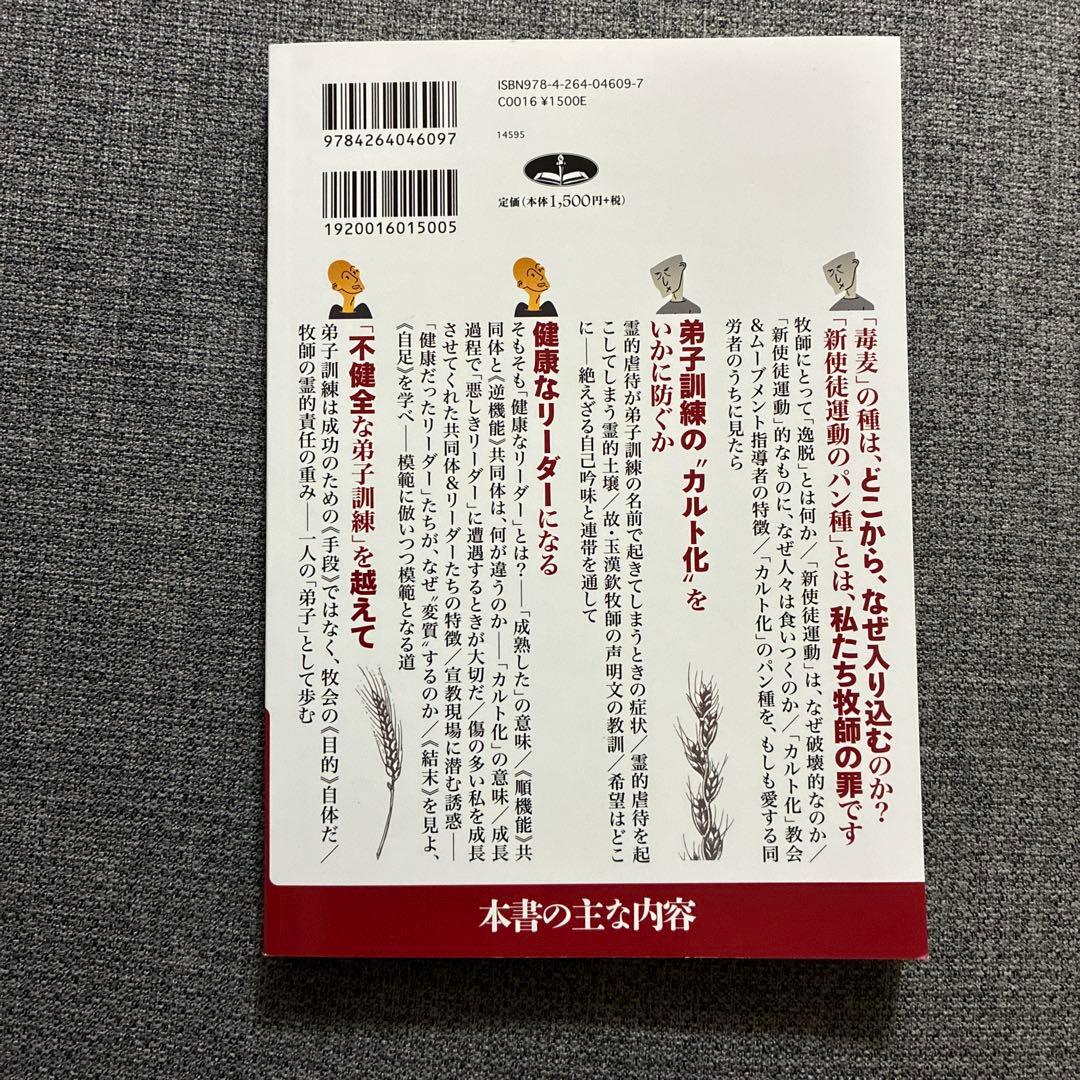 ISBN978-4-264-04609-7
C0016 ¥1500E
9784264046097
14595
定価（本体1,500円+税）
1920016015005
「毒麦」の種は、どこから、なぜ入り込むのか？
「新使徒運動のパン種」とは、私たち牧師の罪です
牧師にとって「逸脱」とは何か／「新使徒運動」は、なぜ破壊的なのか／
「新使徒運動」的なものに、なぜ人々は食いつくのか／「カルト化」教会
＆ムーブメント指導者の特徴／「カルト化」のパン種を、もしも愛する同
労者のうちに見たら
弟子訓練の〝カルト化〟を
いかに防ぐか
霊的虐待が弟子訓練の名前で起きてしまうときの症状／霊的虐待を起
こしてしまう霊的土壌／故・玉漢欽牧師の声明文の教訓／希望はどこ
に――絶えざる自己吟味と連帯を通して
健康なリーダーになる
そもそも「健康なリーダー」とは？――「成熟した」の意味／《順機能》共
同体と《逆機能》共同体は、何が違うのか――「カルト化」の意味／成長
過程で「悪しきリーダー」に遭遇するときが大切だ／傷の多い私を成長
させてくれた共同体＆リーダーたちの特徴／宣教現場に潜む誘惑――
「健康だったリーダー」たちが、なぜ〝変質〟するのか／《結末》を見よ、
《自足》を学べ――模範に倣いつつ模範となる道
「不健全な弟子訓練」を越えて
弟子訓練は成功のための《手段》ではなく、牧会の《目的》自体だ／
牧師の霊的責任の重み――一人の「弟子」として歩む
本書の主な内容